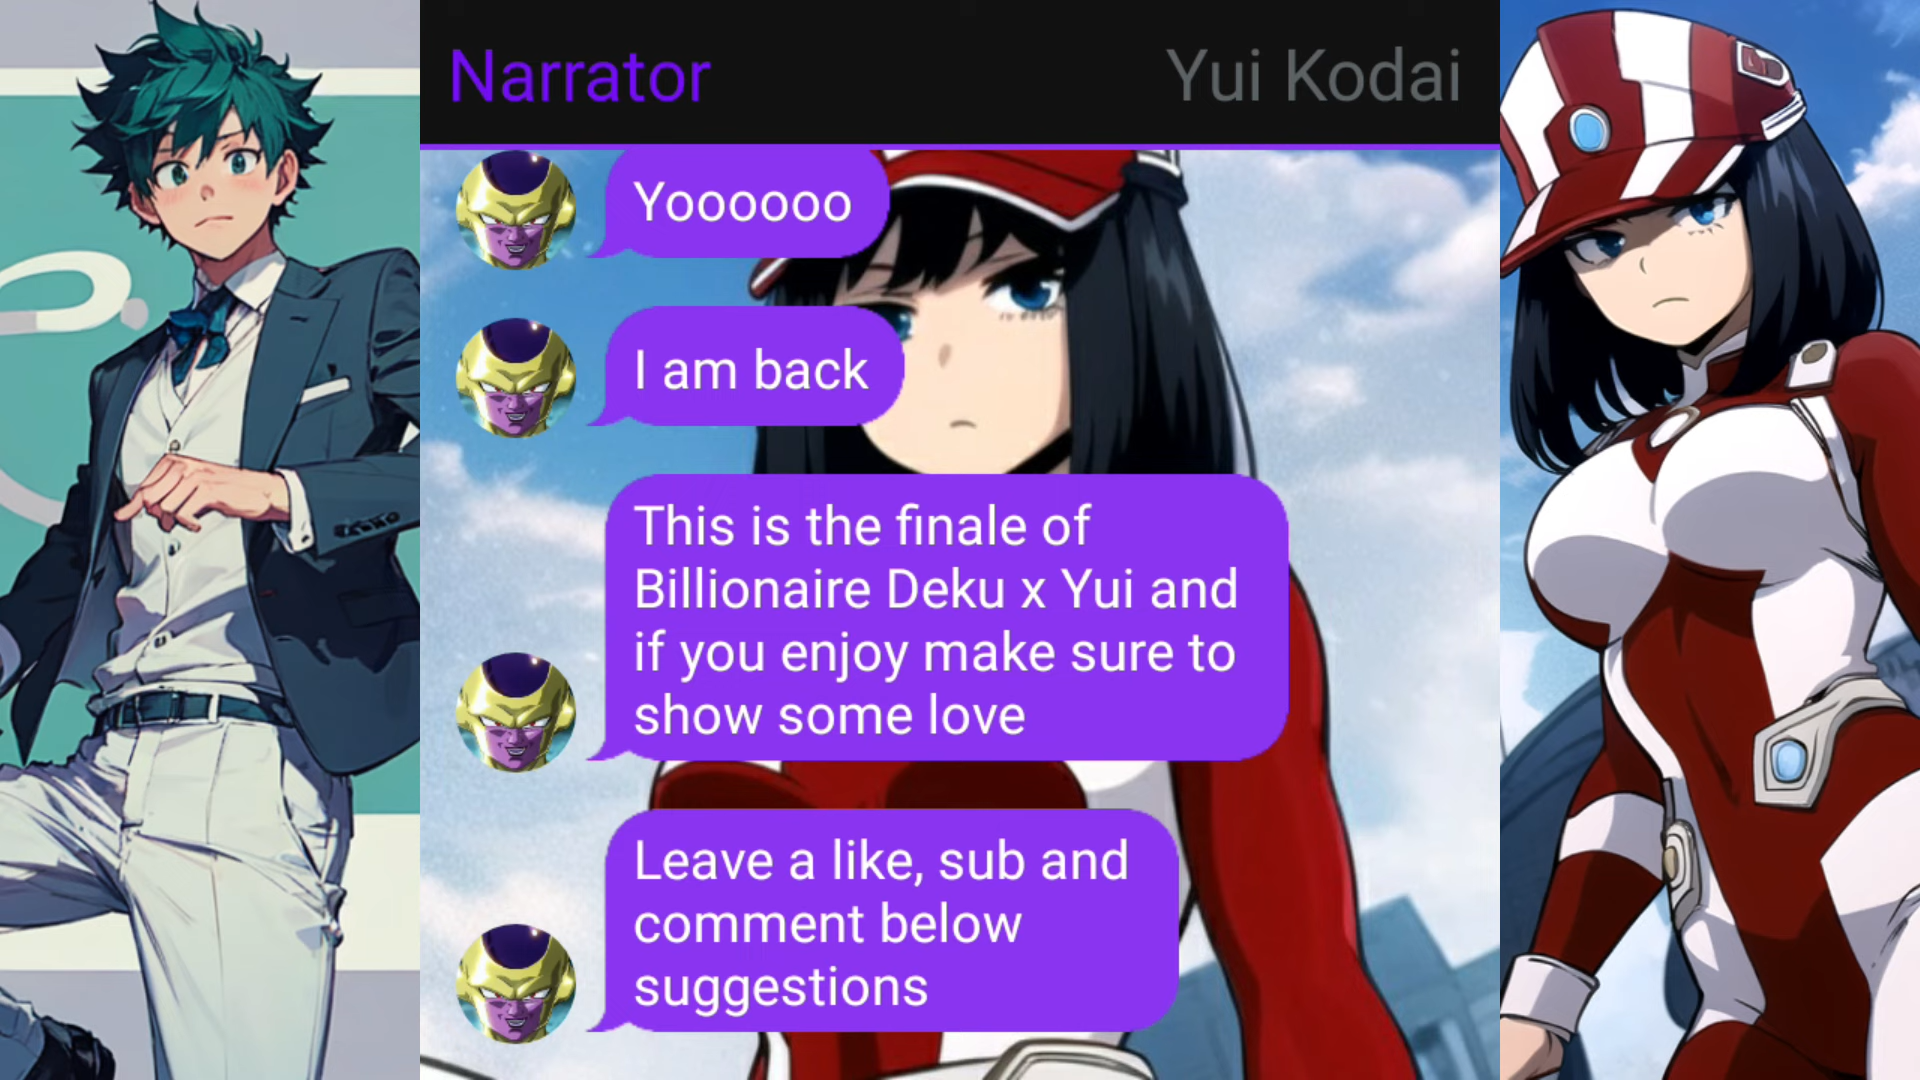 Narrator
Yui Kodai
Yoooooo
I am back
This is the finale of
Billionaire Deku x Yui and
if you enjoy make sure to
show some love
Leave a like, sub and
comment below
suggestions